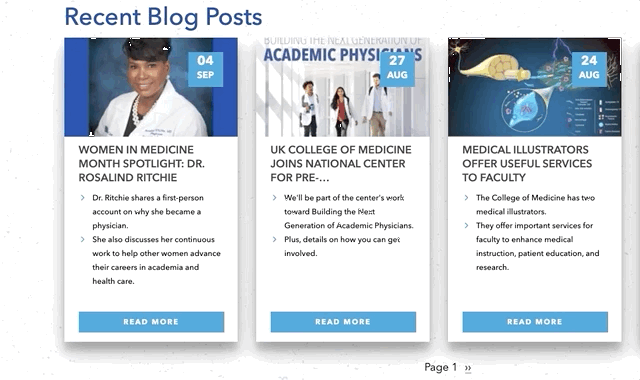 Recent Blog Posts
04
SEP
WOMEN IN MEDICINE
MONTH SPOTLIGHT: DR.
ROSALIND RITCHIE
Dr. Ritchie shares a first-person
account on why she became a
physician.
She also discusses her continuous
work to help other women advance
their careers in academia and
health care.
READ MORE
BUILDING THE NEXT GENERATION OF
ACADEMIC PHYSICIANS
27
AUG
UK COLLEGE OF MEDICINE
JOINS NATIONAL CENTER
FOR PRE-...
We'll be part of the center's work
toward Building the Next
Generation of Academic Physicians.
Plus, details on how you can get
involved.
READ MORE
24
AUG
MEDICAL ILLUSTRATORS
OFFER USEFUL SERVICES
TO FACULTY
The College of Medicine has two
medical illustrators.
They offer important services for
faculty to enhance medical
instruction, patient education, and
research.
READ MORE
Page 1 ››